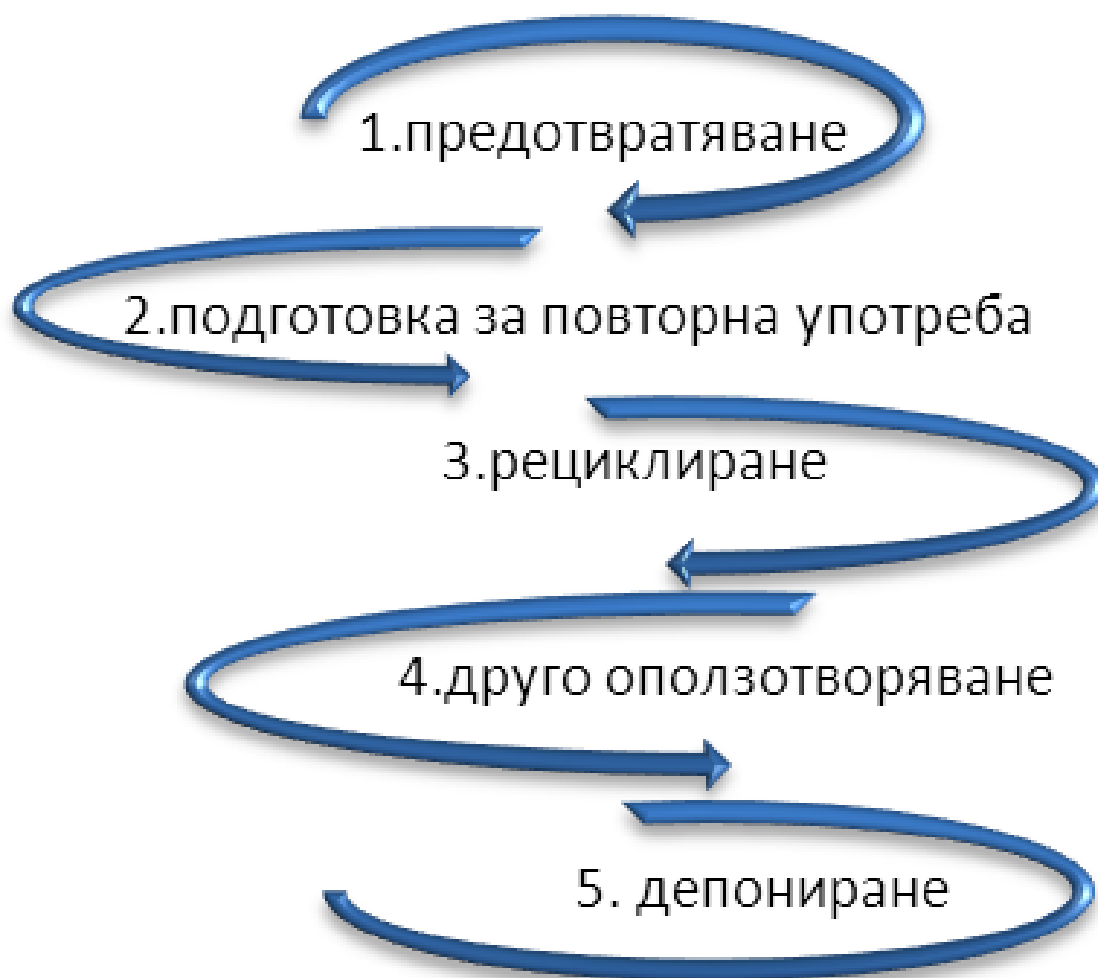 1.предотвратяване
2.подготовка за повторна употреба
3.рециклиране
4.друго оползотворяване
5. депониране